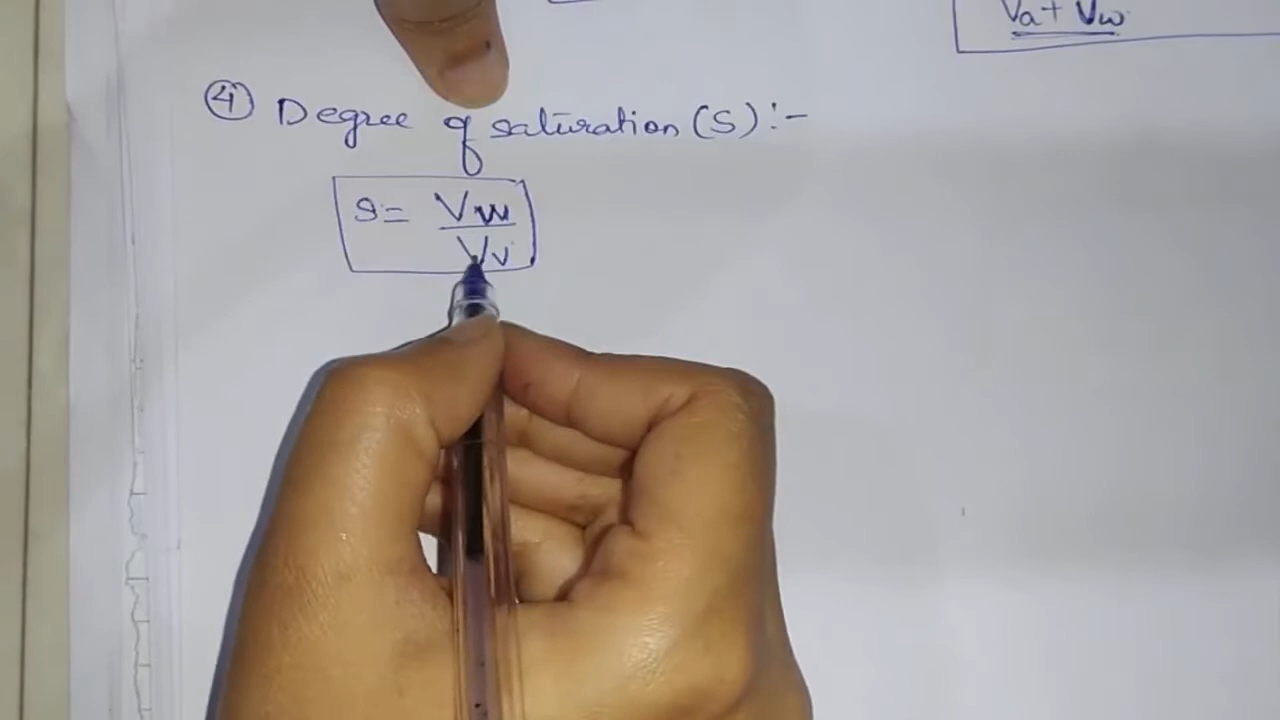 Va + Vw
④ Degree of saturation (S) :-
S = Vw
Vv